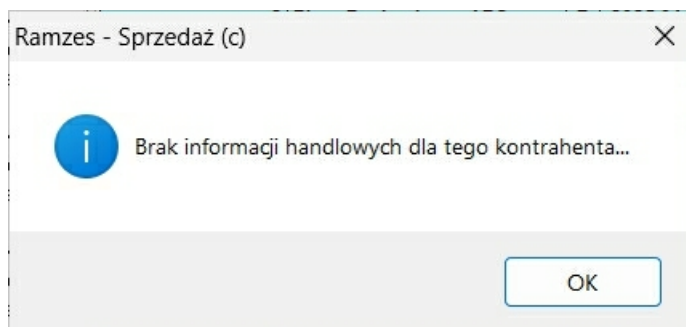 Ramzes - Sprzedaż (c)
Brak informacji handlowych dla tego kontrahenta...
OK